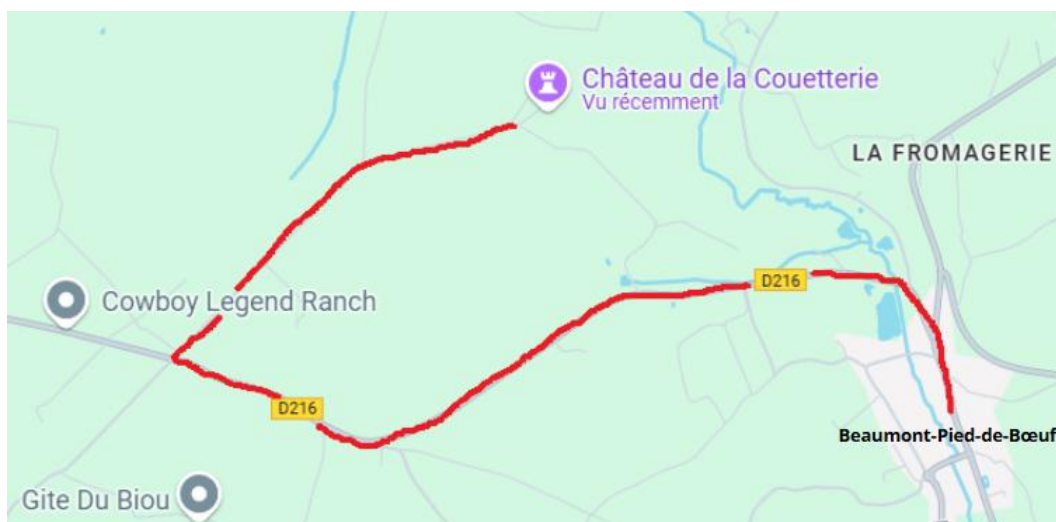 Château de la Couetterie
Vu récemment
LA FROMAGERIE
D216
Cowboy Legend Ranch
D216
Beaumont-Pied-de-Bœuf
Gite Du Biou